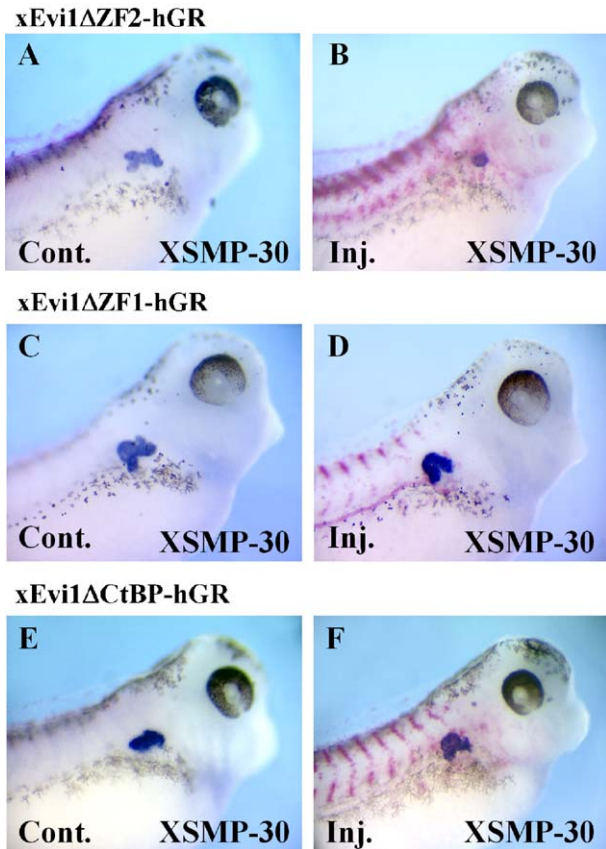 xEvi1ΔZF2-hGR
A B
Cont. XSMP-30 Inj. XSMP-30
xEvi1ΔZF1-hGR
C D
Cont. XSMP-30 Inj. XSMP-30
xEvi1ΔCtBP-hGR
E F
Cont. XSMP-30 Inj. XSMP-30